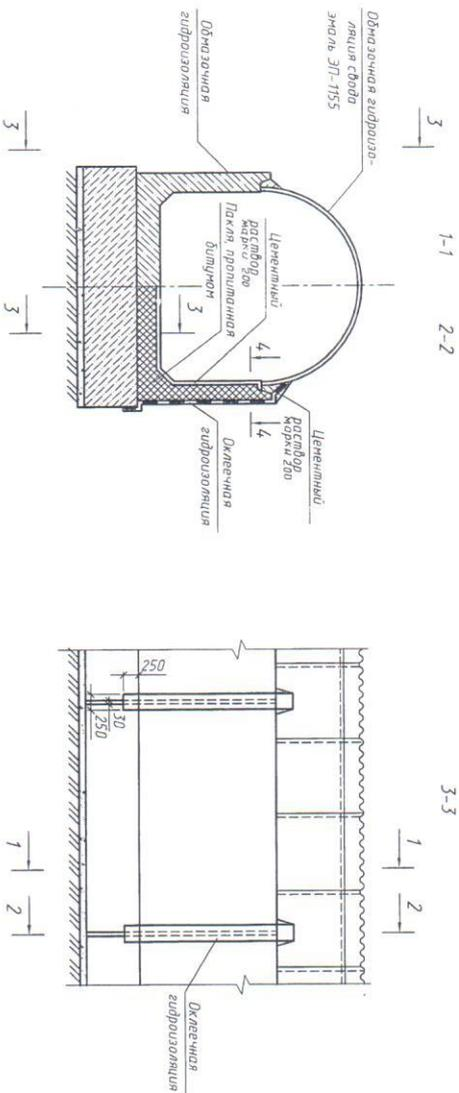 1-1
2-2
3
3
3
3
3
4
4
Обмазочная гидроизо-
ляция свода
эмаль ЭП-1155
Обмазочная
гидроизоляция
Цементный
раствор
марки 200
Пакля, пропитанная
битумом
Цементный
раствор
марки 200
Оклеечная
гидроизоляция
3-3
1
2
1
2
250
30
250
Оклеечная
гидроизоляция